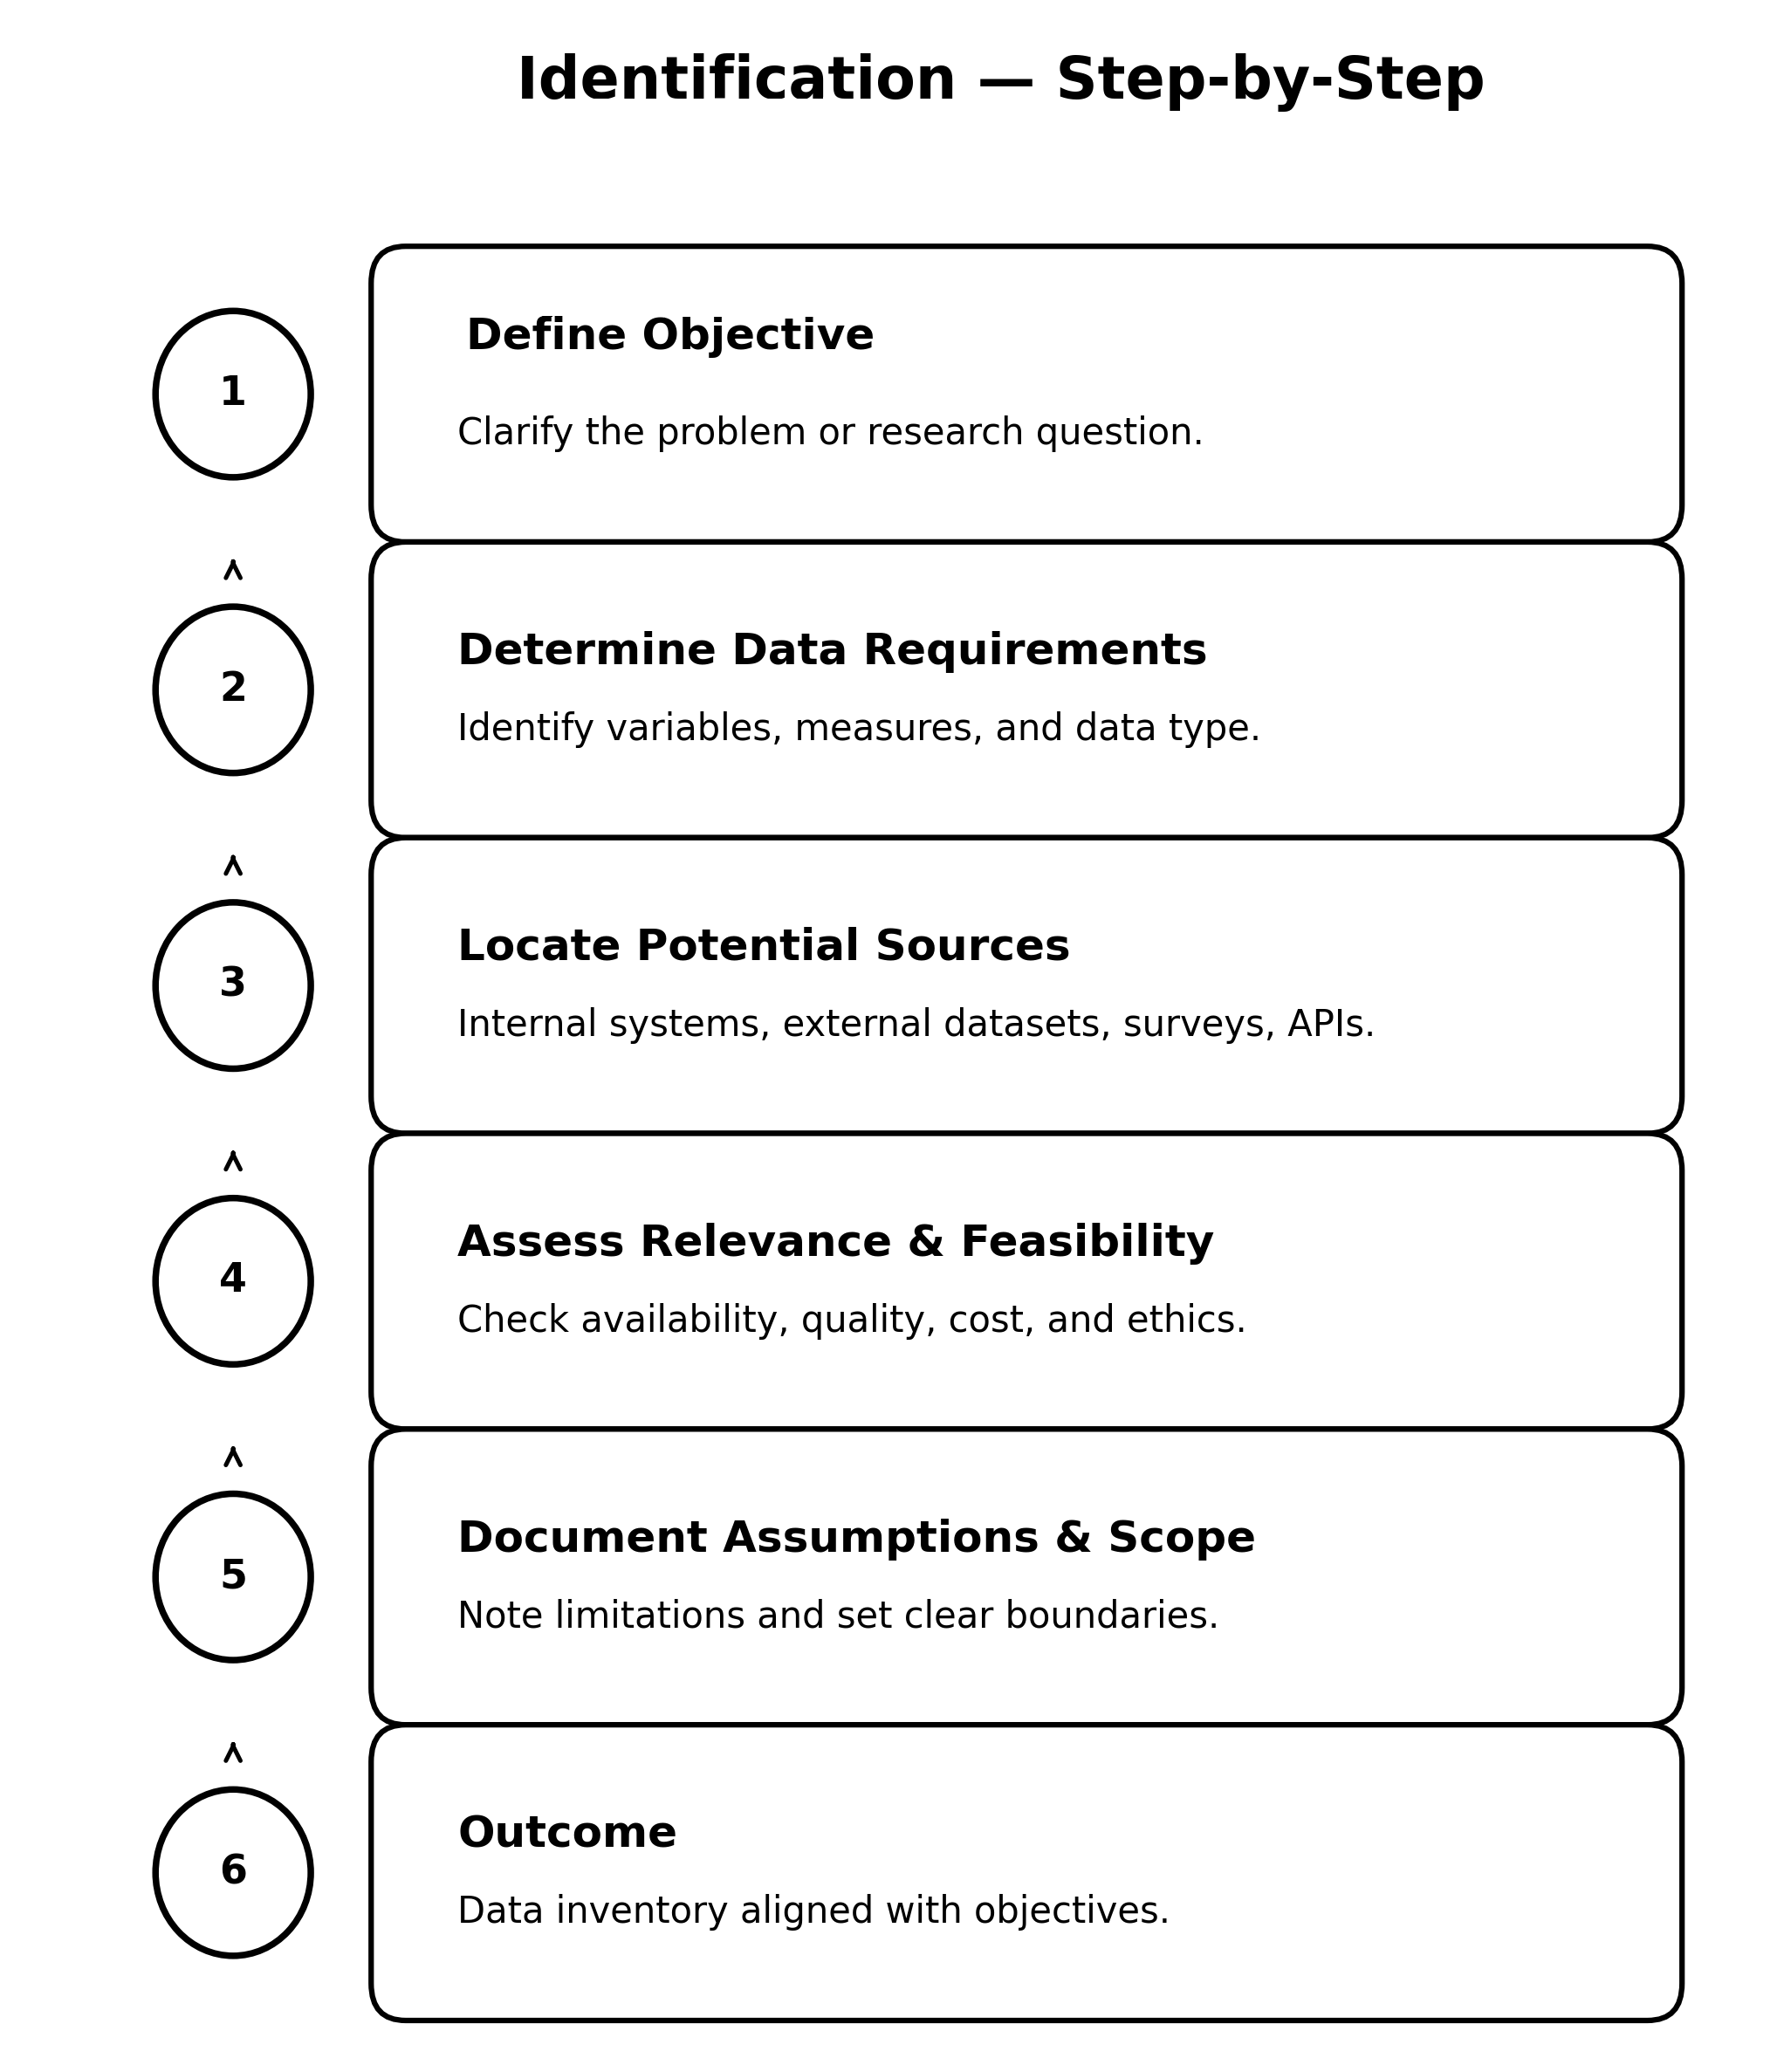 Identification — Step-by-Step
1
Define Objective
Clarify the problem or research question.
2
Determine Data Requirements
Identify variables, measures, and data type.
3
Locate Potential Sources
Internal systems, external datasets, surveys, APIs.
4
Assess Relevance & Feasibility
Check availability, quality, cost, and ethics.
5
Document Assumptions & Scope
Note limitations and set clear boundaries.
6
Outcome
Data inventory aligned with objectives.